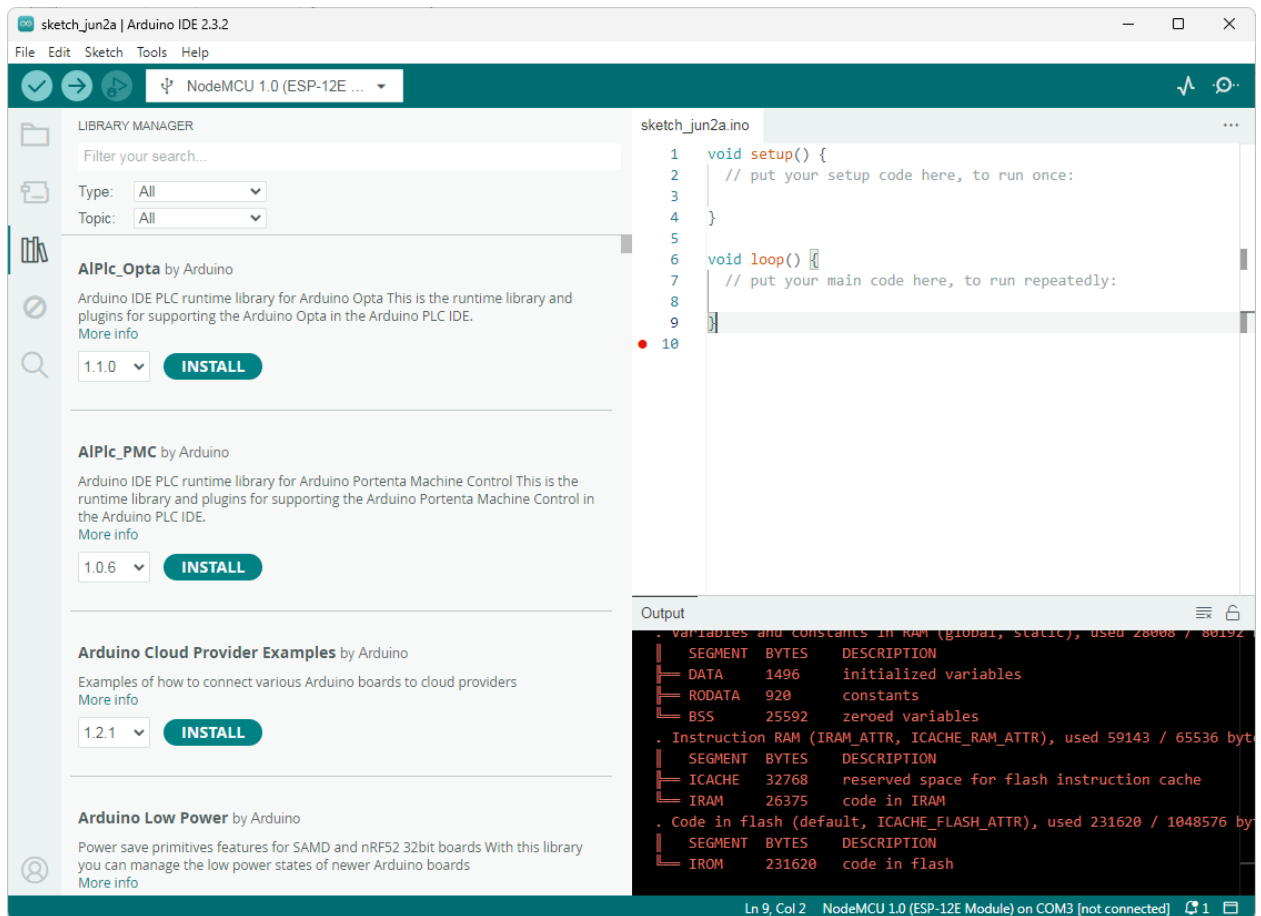 sketch_jun2a | Arduino IDE 2.3.2
File Edit Sketch Tools Help
NodeMCU 1.0 (ESP-12E ...
LIBRARY MANAGER
Filter your search...
Type: All
Topic: All
AlPlc_Opta by Arduino
Arduino IDE PLC runtime library for Arduino Opta This is the runtime library and
plugins for supporting the Arduino Opta in the Arduino PLC IDE.
More info
1.1.0 INSTALL
AlPlc_PMC by Arduino
Arduino IDE PLC runtime library for Arduino Portenta Machine Control This is the
runtime library and plugins for supporting the Arduino Portenta Machine Control in
the Arduino PLC IDE.
More info
1.0.6 INSTALL
Arduino Cloud Provider Examples by Arduino
Examples of how to connect various Arduino boards to cloud providers
More info
1.2.1 INSTALL
Arduino Low Power by Arduino
Power save primitives features for SAMD and nRF52 32bit boards With this library
you can manage the low power states of newer Arduino boards
More info
sketch_jun2a.ino
1 void setup() {
2 // put your setup code here, to run once:
3
4 }
5
6 void loop() {
7 // put your main code here, to run repeatedly:
8
9 }
10
Output
. Variables and constants in RAM (global, static), used 28008 / 80192
║ SEGMENT BYTES DESCRIPTION
╠══ DATA 1496 initialized variables
╠══ RODATA 920 constants
╚══ BSS 25592 zeroed variables
. Instruction RAM (IRAM_ATTR, ICACHE_RAM_ATTR), used 59143 / 65536 byt
║ SEGMENT BYTES DESCRIPTION
╠══ ICACHE 32768 reserved space for flash instruction cache
╚══ IRAM 26375 code in IRAM
. Code in flash (default, ICACHE_FLASH_ATTR), used 231620 / 1048576 by
║ SEGMENT BYTES DESCRIPTION
╚══ IROM 231620 code in flash
Ln 9, Col 2 NodeMCU 1.0 (ESP-12E Module) on COM3 [not connected] 1